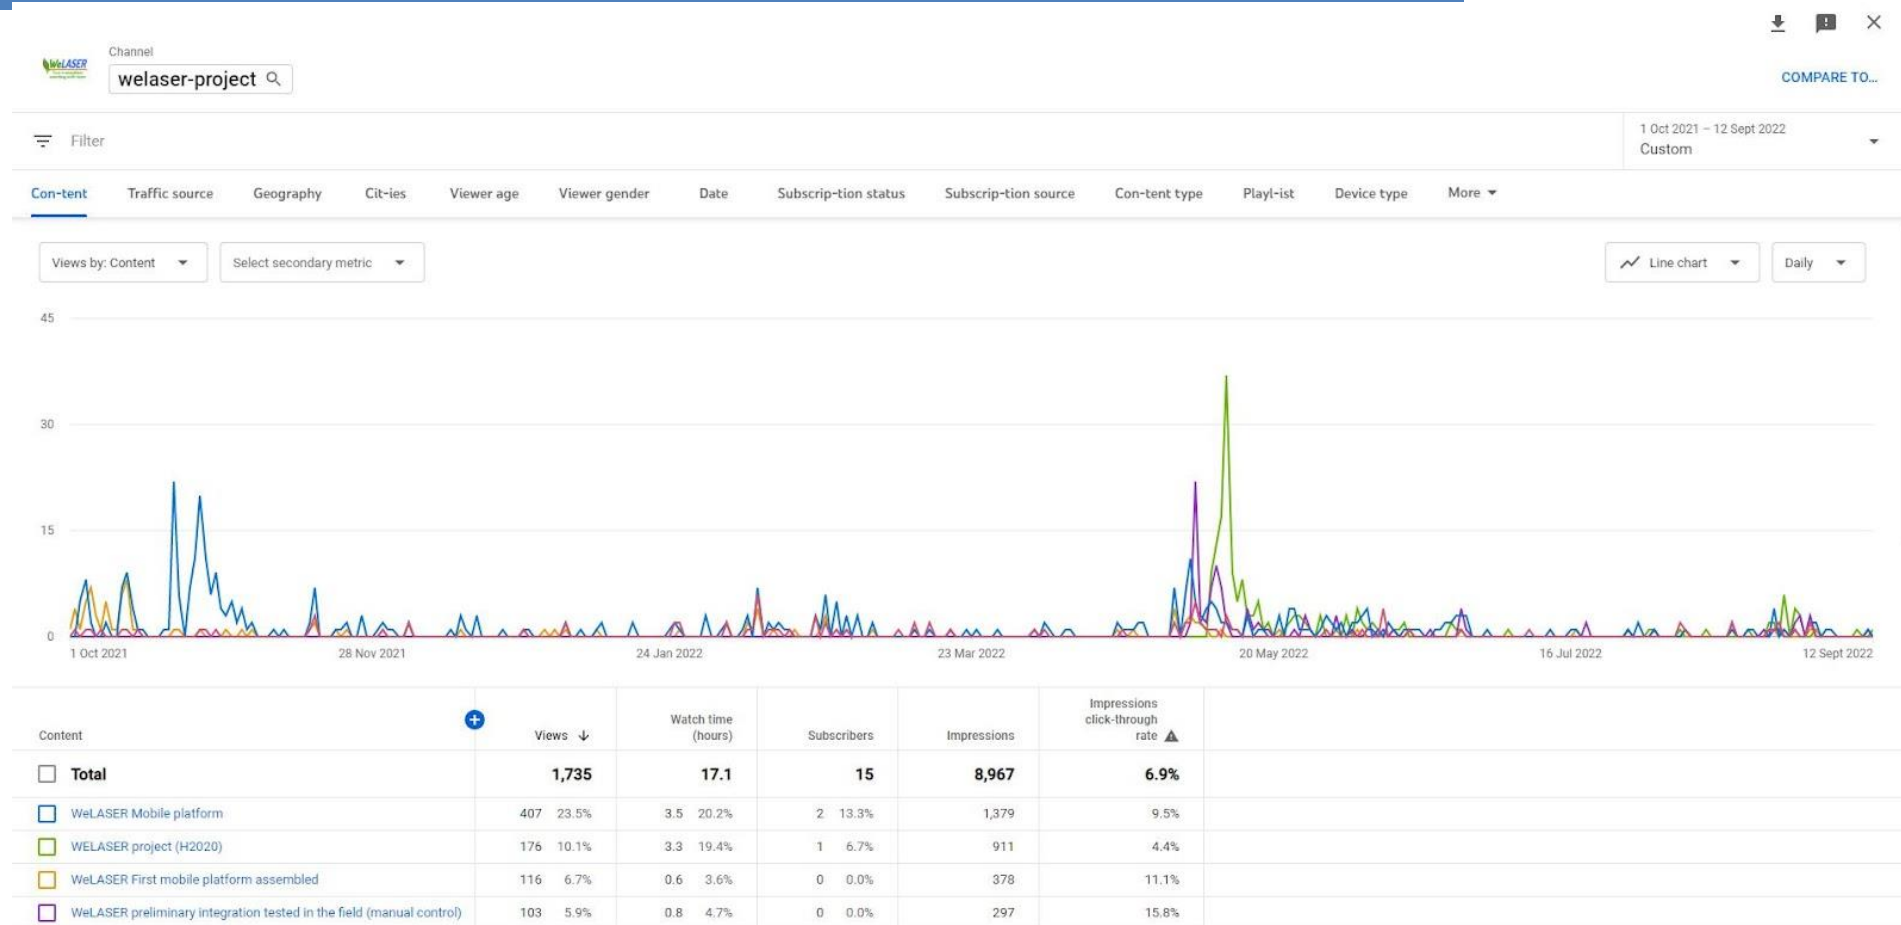 Channel
WeLASER
welaser-project
COMPARE TO...
Filter
1 Oct 2021 – 12 Sept 2022
Custom
Con-tent Traffic source Geography Cit-ies Viewer age Viewer gender Date Subscrip-tion status Subscrip-tion source Con-tent type Playl-ist Device type More
Views by: Content Select secondary metric Line chart Daily
45
30
15
0
1 Oct 2021 28 Nov 2021 24 Jan 2022 23 Mar 2022 20 May 2022 16 Jul 2022 12 Sept 2022
Impressions
Watch time click-through
Content Views (hours) Subscribers Impressions rate
Total 1,735 17.1 15 8,967 6.9%
WeLASER Mobile platform 407 23.5% 3.5 20.2% 2 13.3% 1,379 9.5%
WELASER project (H2020) 176 10.1% 3.3 19.4% 1 6.7% 911 4.4%
WeLASER First mobile platform assembled 116 6.7% 0.6 3.6% 0 0.0% 378 11.1%
WeLASER preliminary integration tested in the field (manual control) 103 5.9% 0.8 4.7% 0 0.0% 297 15.8%